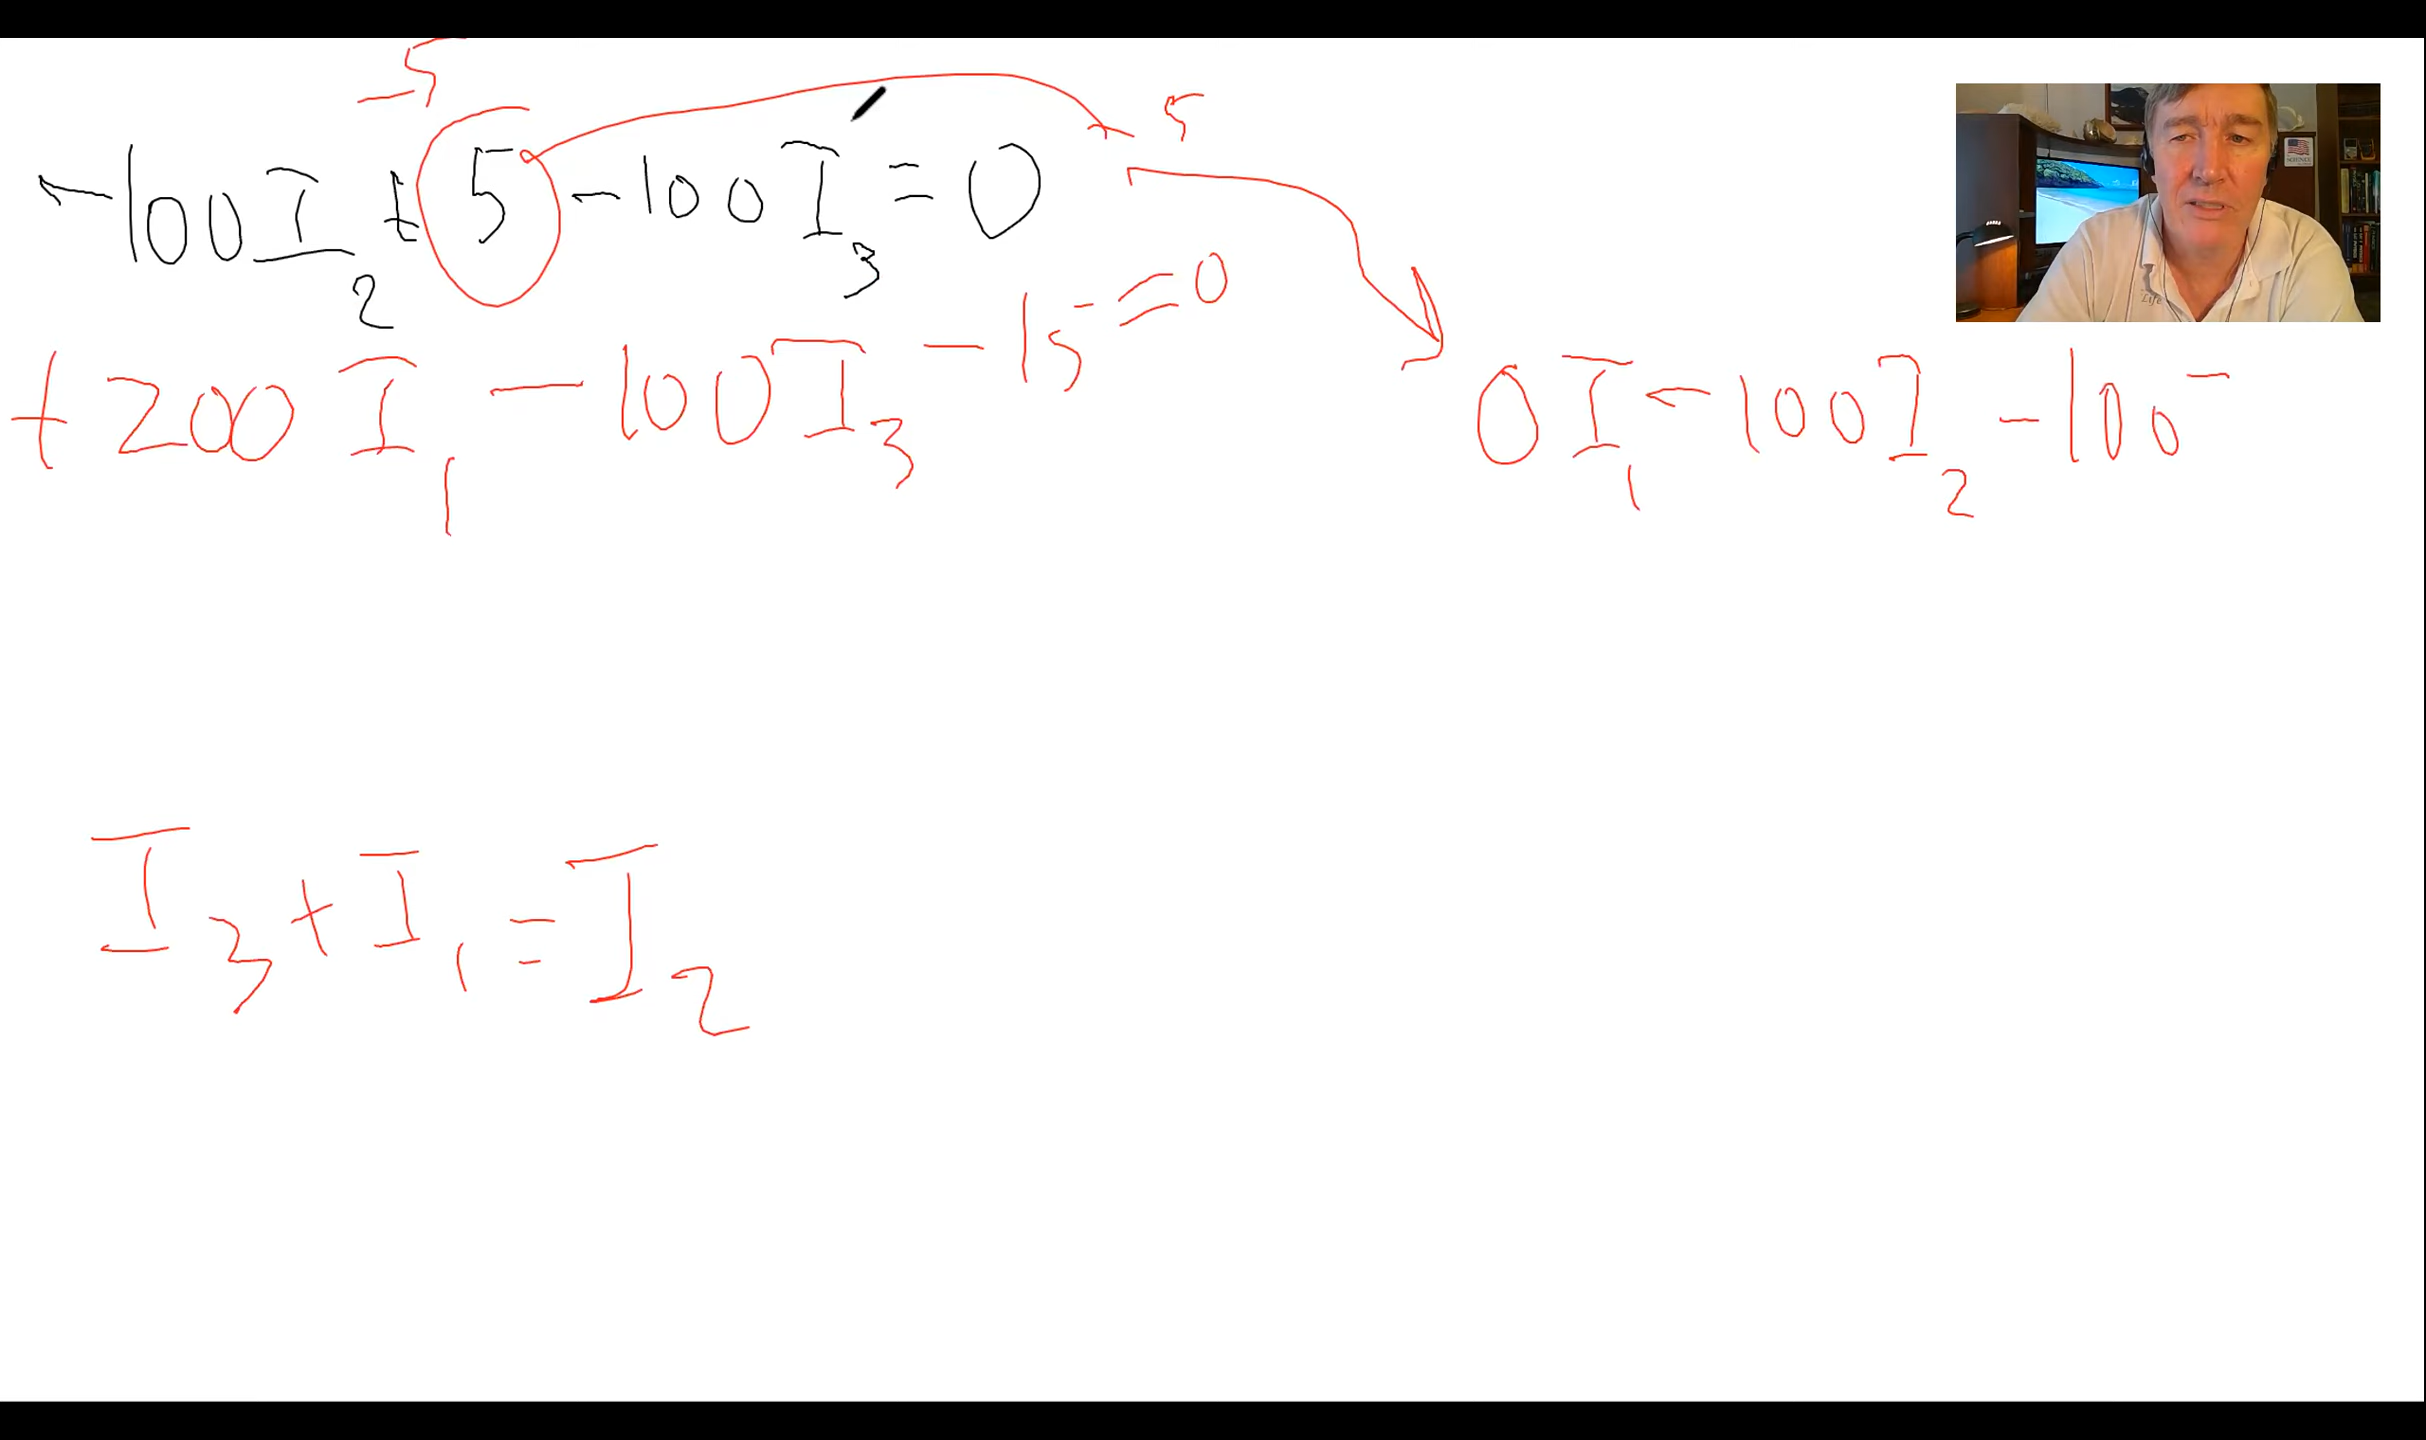 -5
+ 5
-100I₂ + 5 - 100I₃ = 0
+200I₁ - 100I₃ - 15 = 0
0I₁ - 100I₂ - 100
I₃ + I₁ = I₂